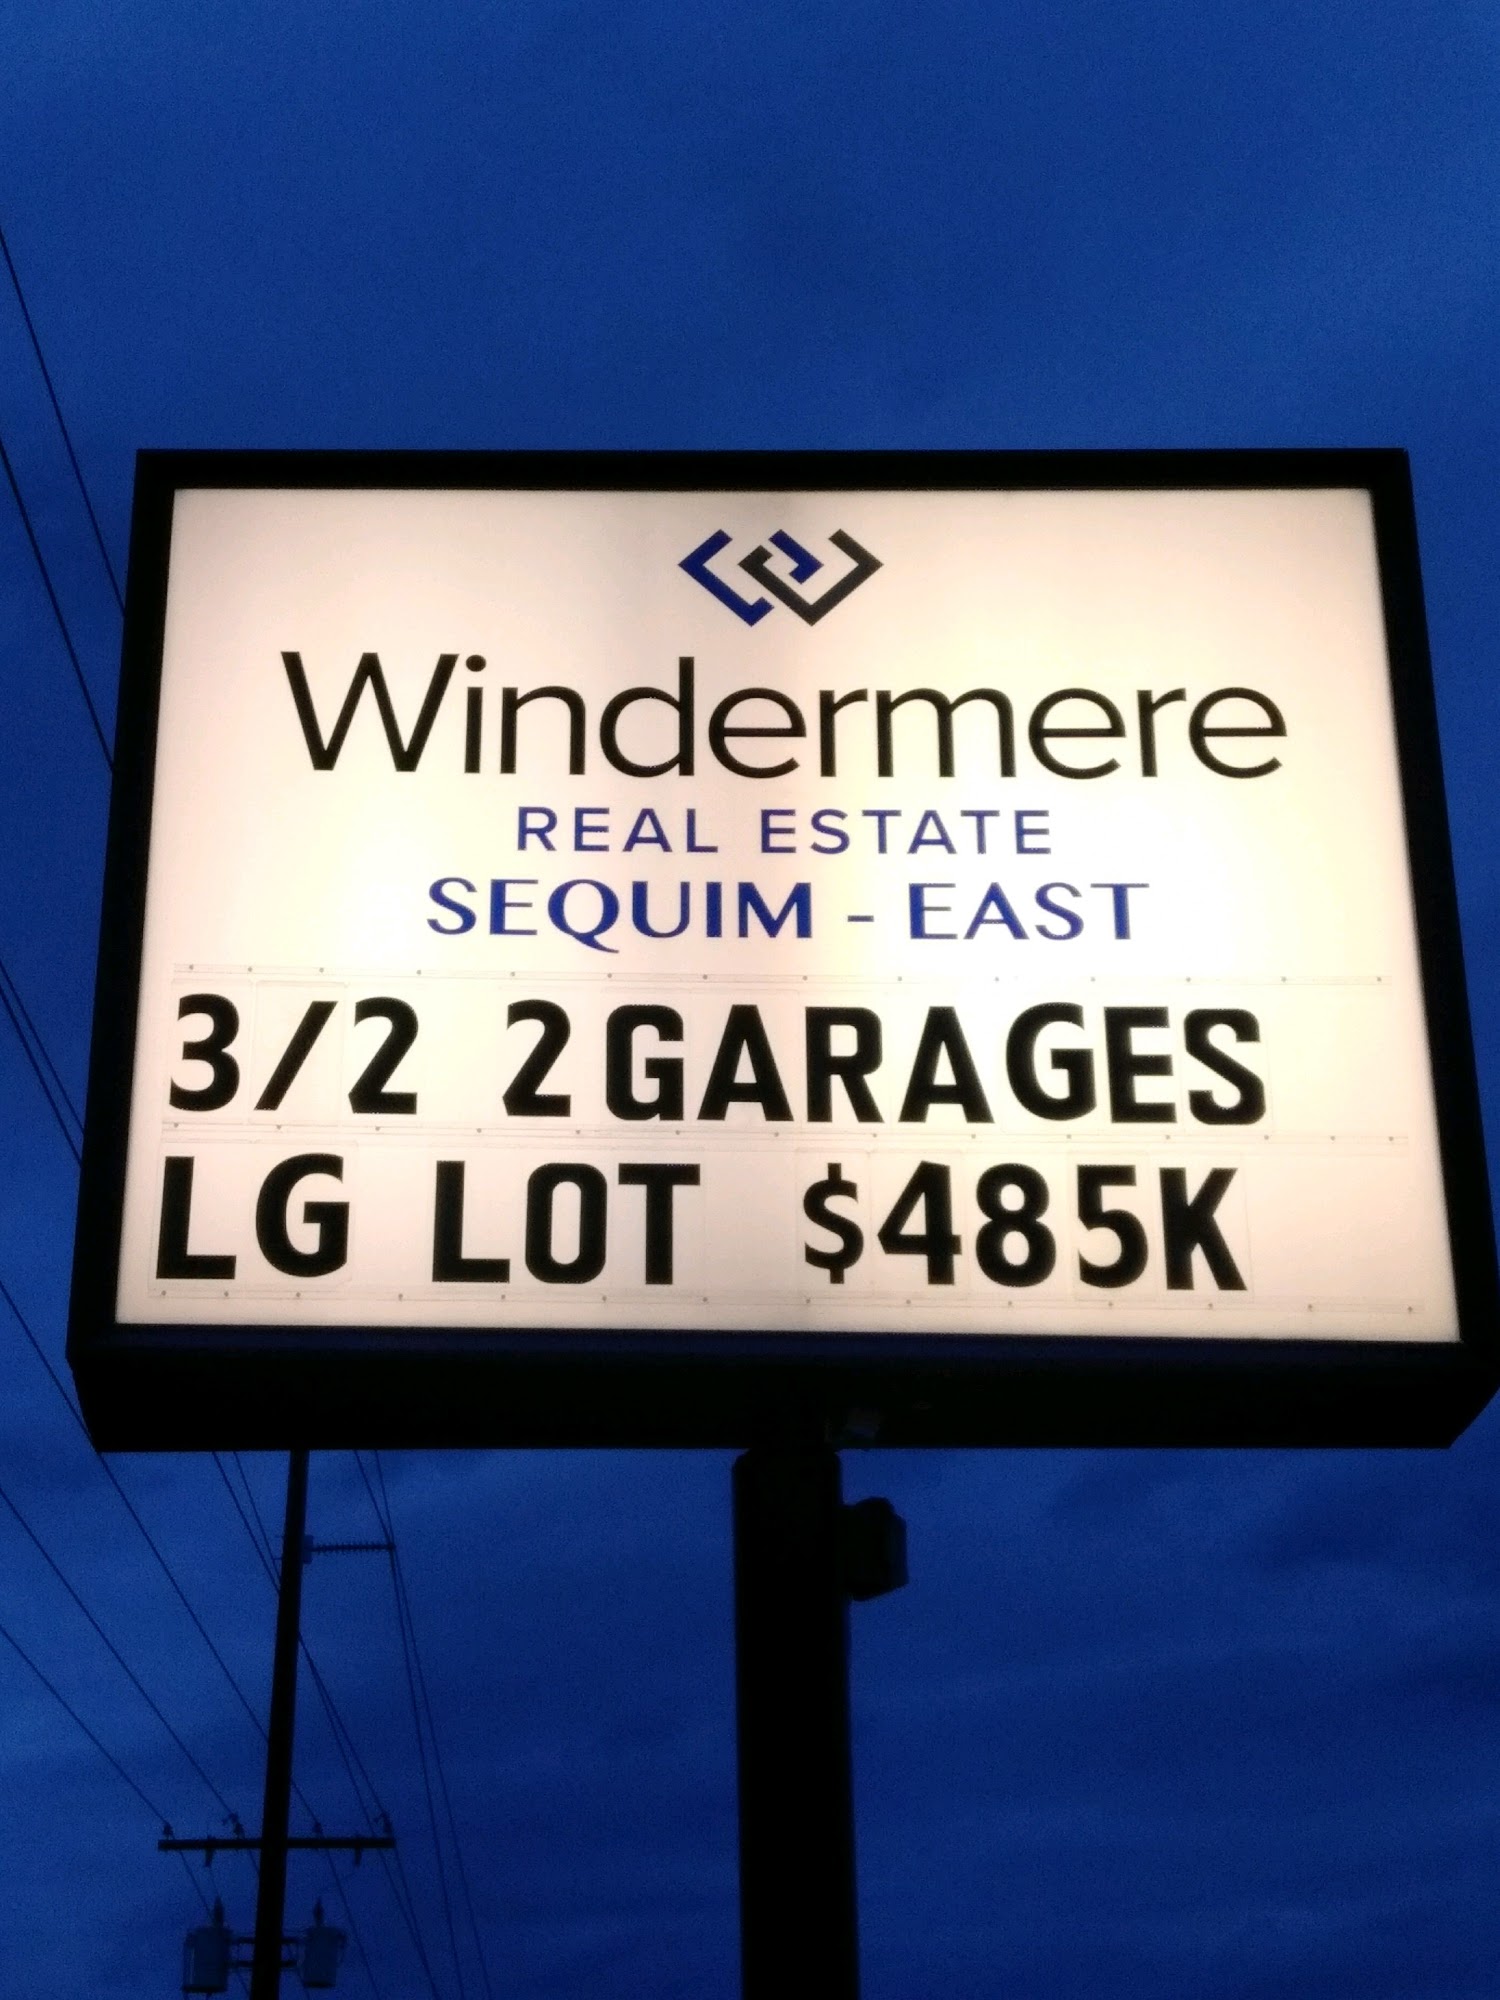 Windermere
REAL ESTATE
SEQUIM - EAST
3/2 2GARAGES
LG LOT $485K